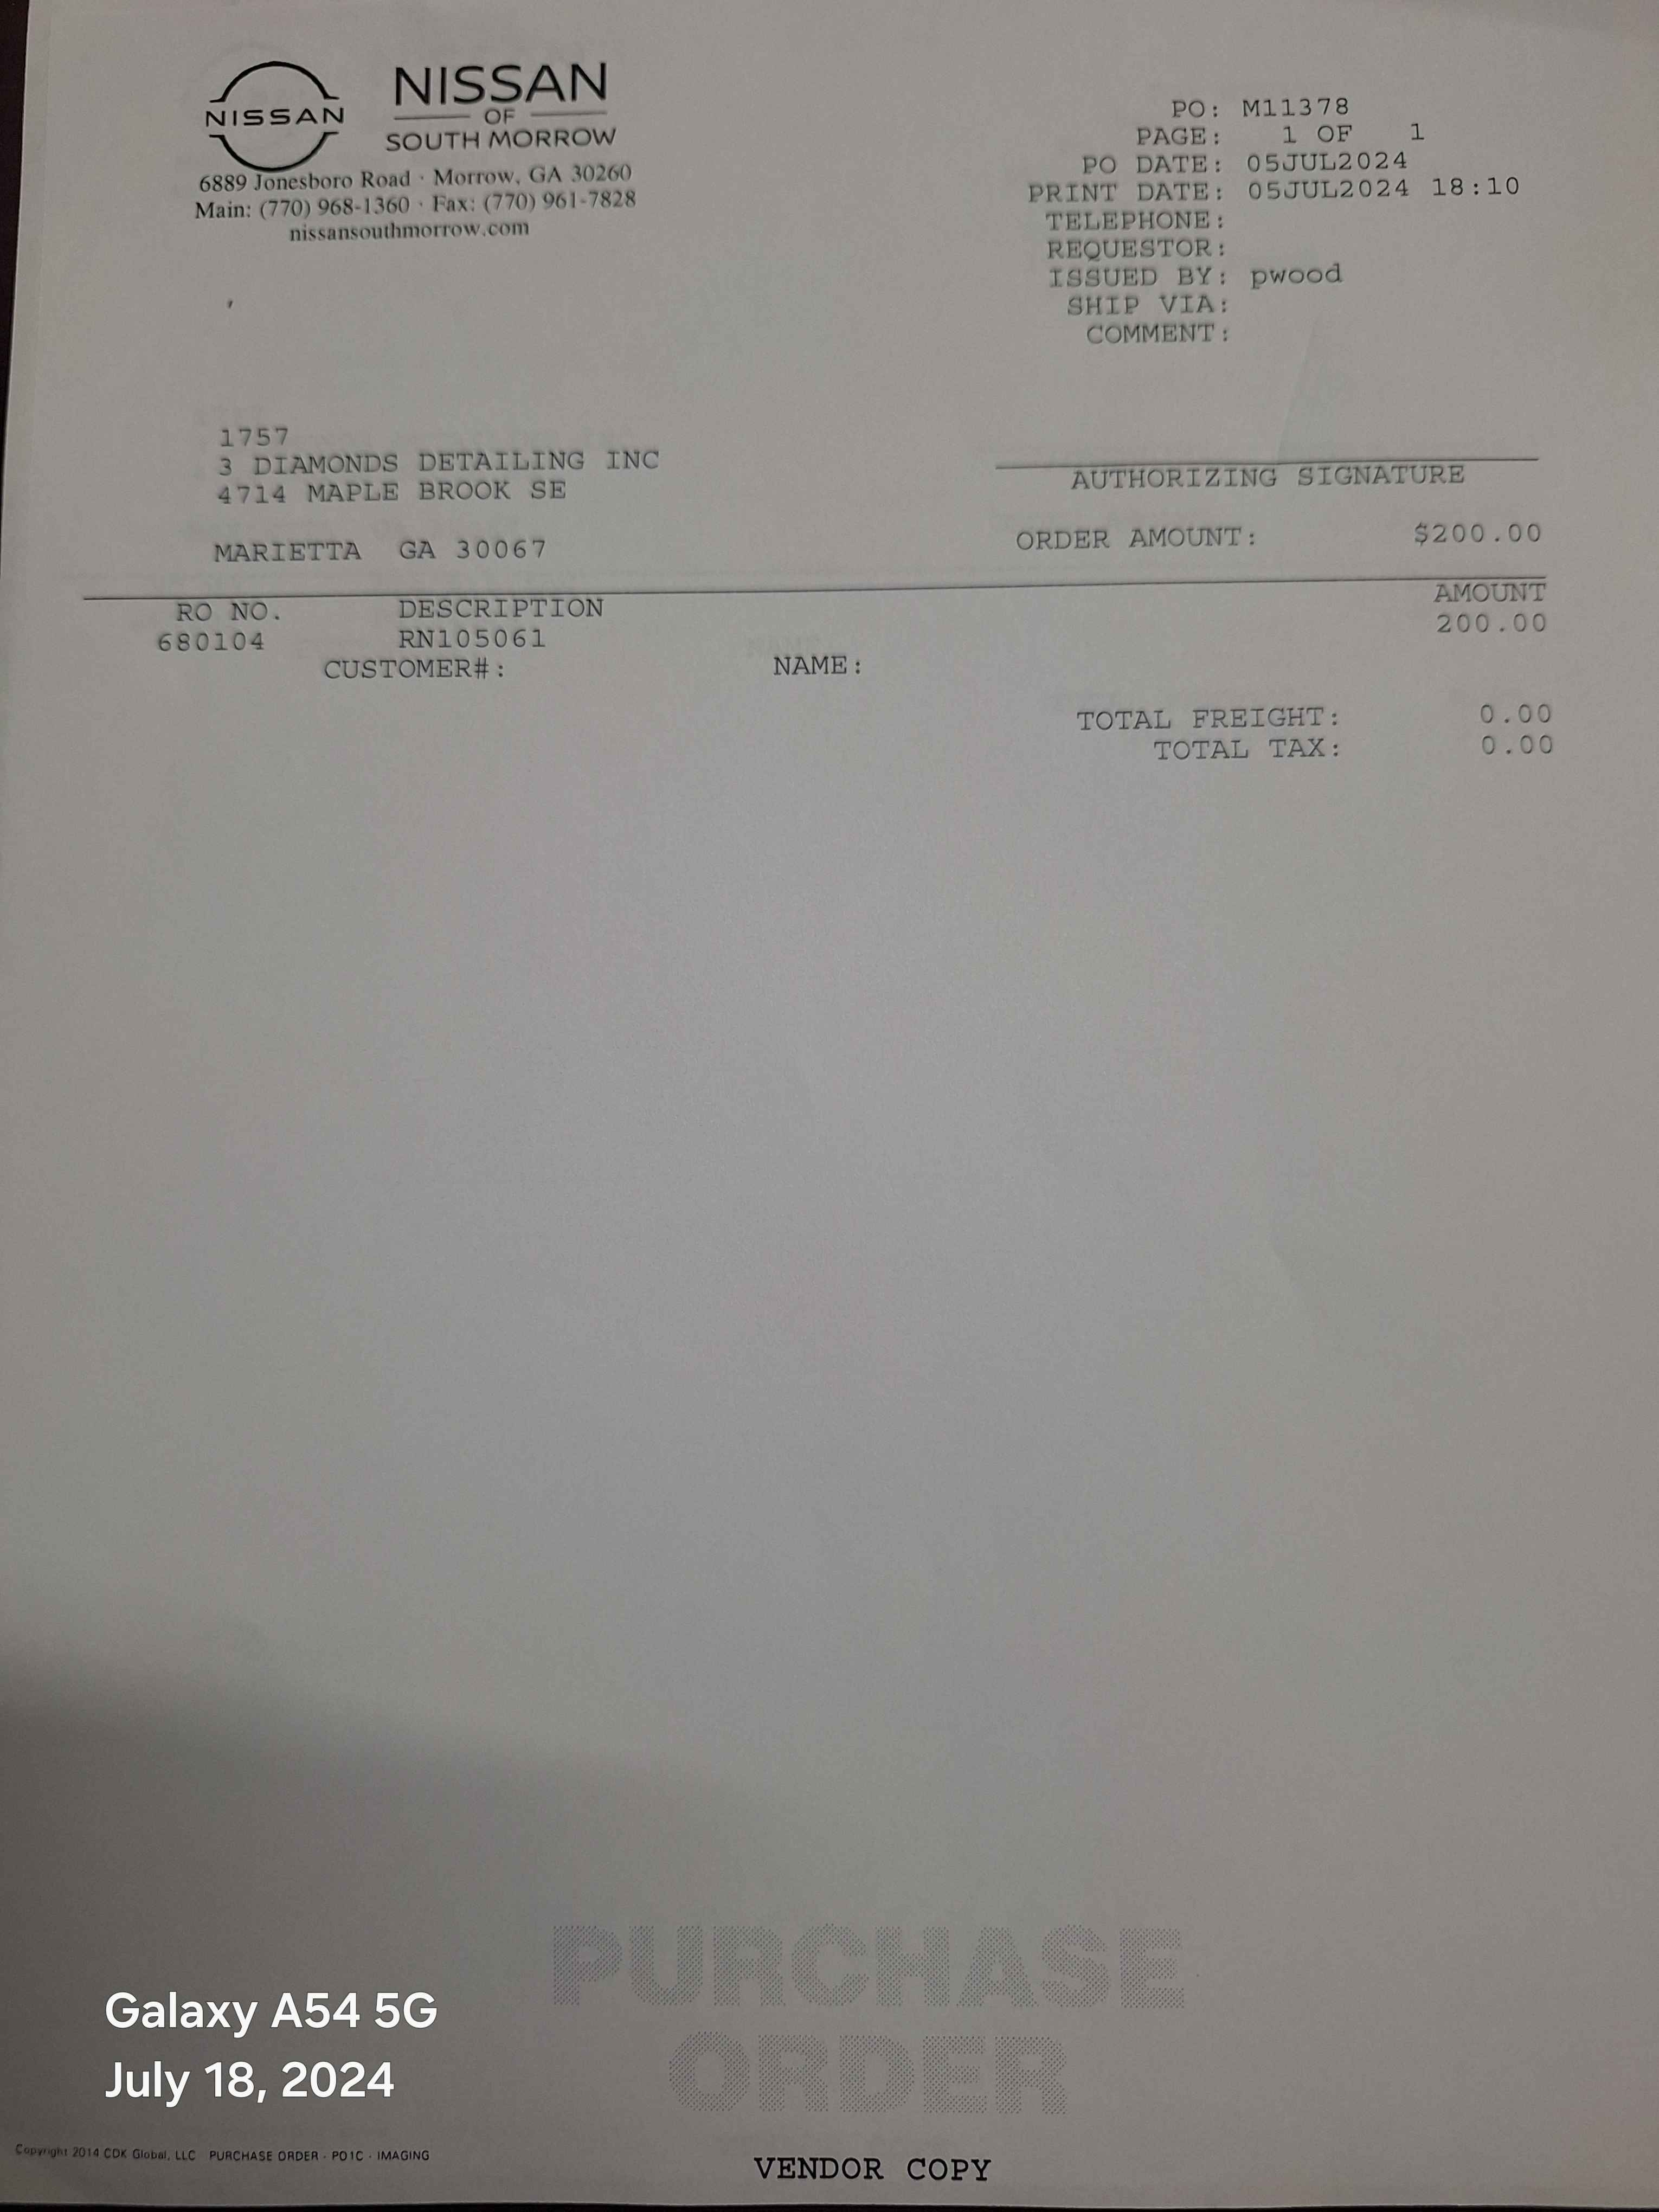 NISSAN
NISSAN
OF
SOUTH MORROW
6889 Jonesboro Road · Morrow, GA 30260
Main: (770) 968-1360 · Fax: (770) 961-7828
nissansouthmorrow.com
PO: M11378
PAGE: 1 OF 1
PO DATE: 05JUL2024
PRINT DATE: 05JUL2024 18:10
TELEPHONE:
REQUESTOR:
ISSUED BY: pwood
SHIP VIA:
COMMENT:
1757
3 DIAMONDS DETAILING INC
4714 MAPLE BROOK SE
MARIETTA GA 30067
AUTHORIZING SIGNATURE
ORDER AMOUNT: $200.00
RO NO. DESCRIPTION AMOUNT
680104 RN105061 200.00
CUSTOMER#: NAME:
TOTAL FREIGHT: 0.00
TOTAL TAX: 0.00
PURCHASE
ORDER
Galaxy A54 5G
July 18, 2024
Copyright 2014 CDK Global, LLC PURCHASE ORDER - PO1C - IMAGING
VENDOR COPY